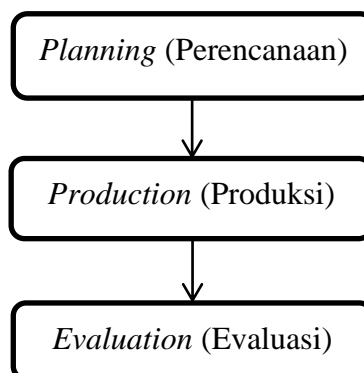 Planning (Perencanaan)
Production (Produksi)
Evaluation (Evaluasi)